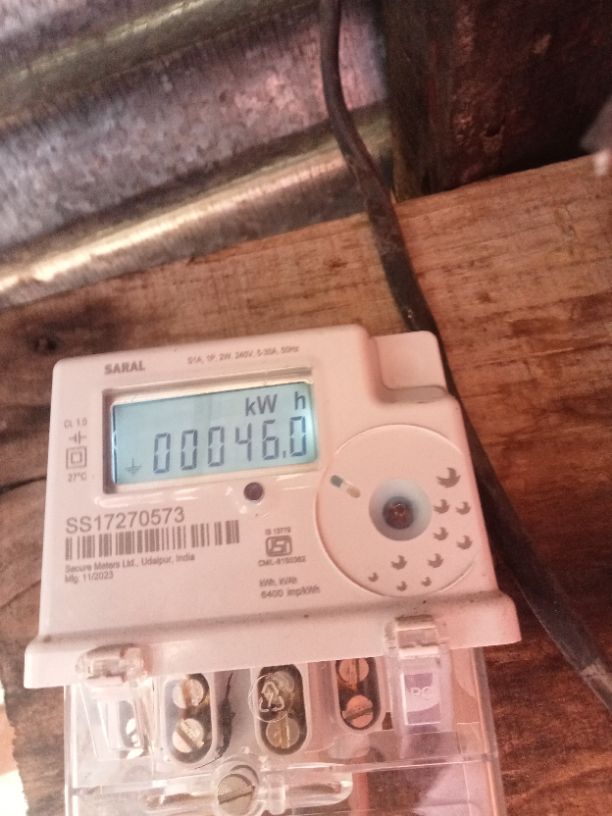 SARAL
S1A, 1P, 2W, 240V, 5-30A, 50Hz
CL 1.0
27°C
kW h
00046.0
SS17270573
Secure Meters Ltd., Udaipur, India
Mfg. 11/2023
IS 13779
kWh, kVAh
6400 imp/kWh